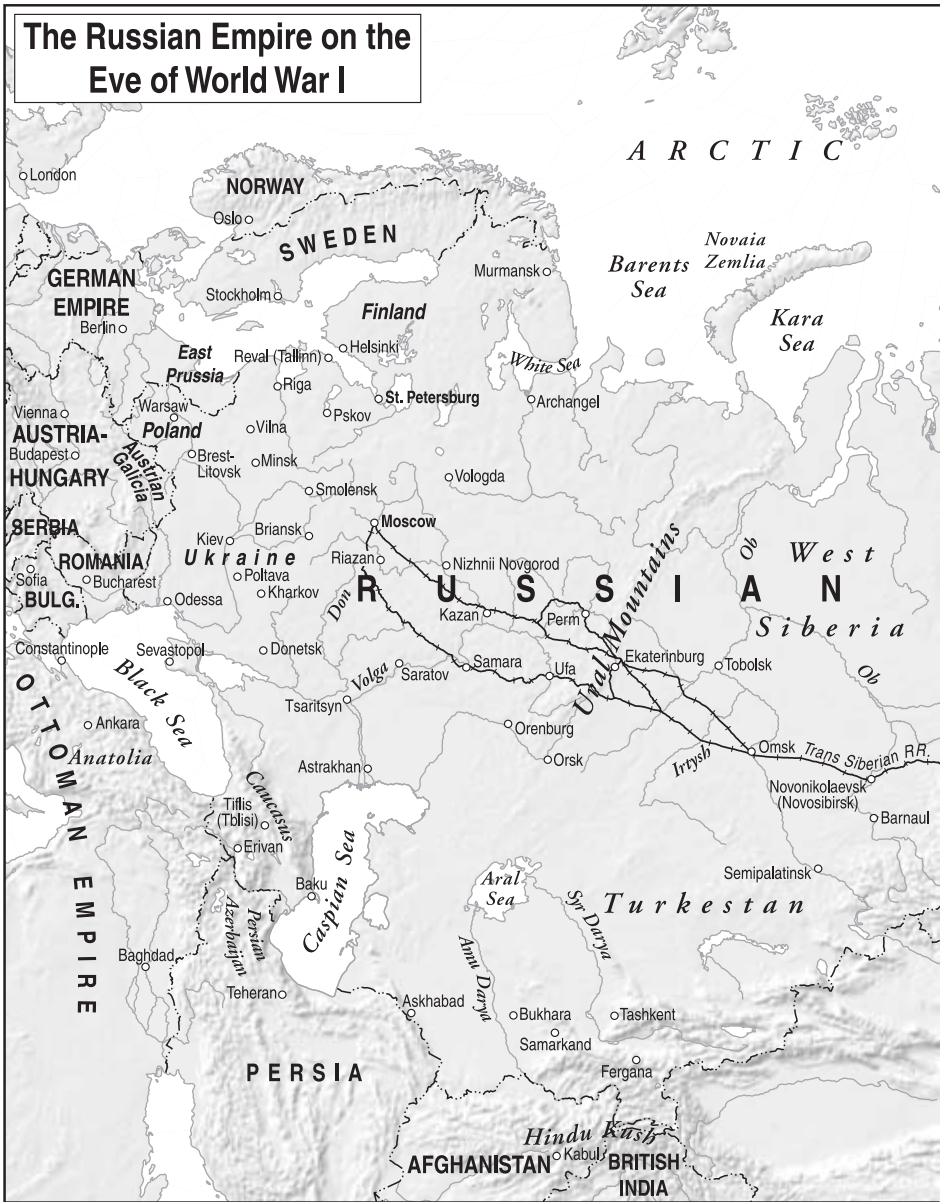 The Russian Empire on the
Eve of World War I
ARCTIC
London
NORWAY
Oslo
SWEDEN
Novaia
Zemlia
Barents
Sea
Murmansk
GERMAN
EMPIRE
Stockholm
Kara
Sea
Finland
Berlin
East
Prussia
Reval (Tallinn)
Helsinki
White Sea
Riga
St. Petersburg
Archangel
Warsaw
Pskov
Vienna
Poland
Vilna
AUSTRIA-
Budapest
HUNGARY
Austrian
Galicia
Brest-
Litovsk
Minsk
Vologda
Smolensk
SERBIA
Moscow
Briansk
Kiev
Ukraine
ROMANIA
Riazan
Ob
West
Siberia
Sofia
Bucharest
Poltava
Nizhnii Novgorod
BULG.
Kharkov
RUSSIAN
Odessa
Don
Kazan
Perm
Ural Mountains
Constantinople
Sevastopol
Donetsk
Volga
Saratov
Samara
Ufa
Ekaterinburg
Tobolsk
Ob
Black Sea
Tsaritsyn
OTTOMAN EMPIRE
Ankara
Anatolia
Orenburg
Orsk
Irtysh
Omsk
Trans Siberian RR.
Astrakhan
Novonikolaevsk
(Novosibirsk)
Caucasus
Tiflis
(Tblisi)
Barnaul
Erivan
Semipalatinsk
Baku
Caspian Sea
Aral
Sea
Syr Darya
Turkestan
Persian
Azerbaijan
Amu Darya
Baghdad
Teheran
Askhabad
Bukhara
Tashkent
Samarkand
PERSIA
Fergana
Hindu Kush
AFGHANISTAN
Kabul
BRITISH
INDIA